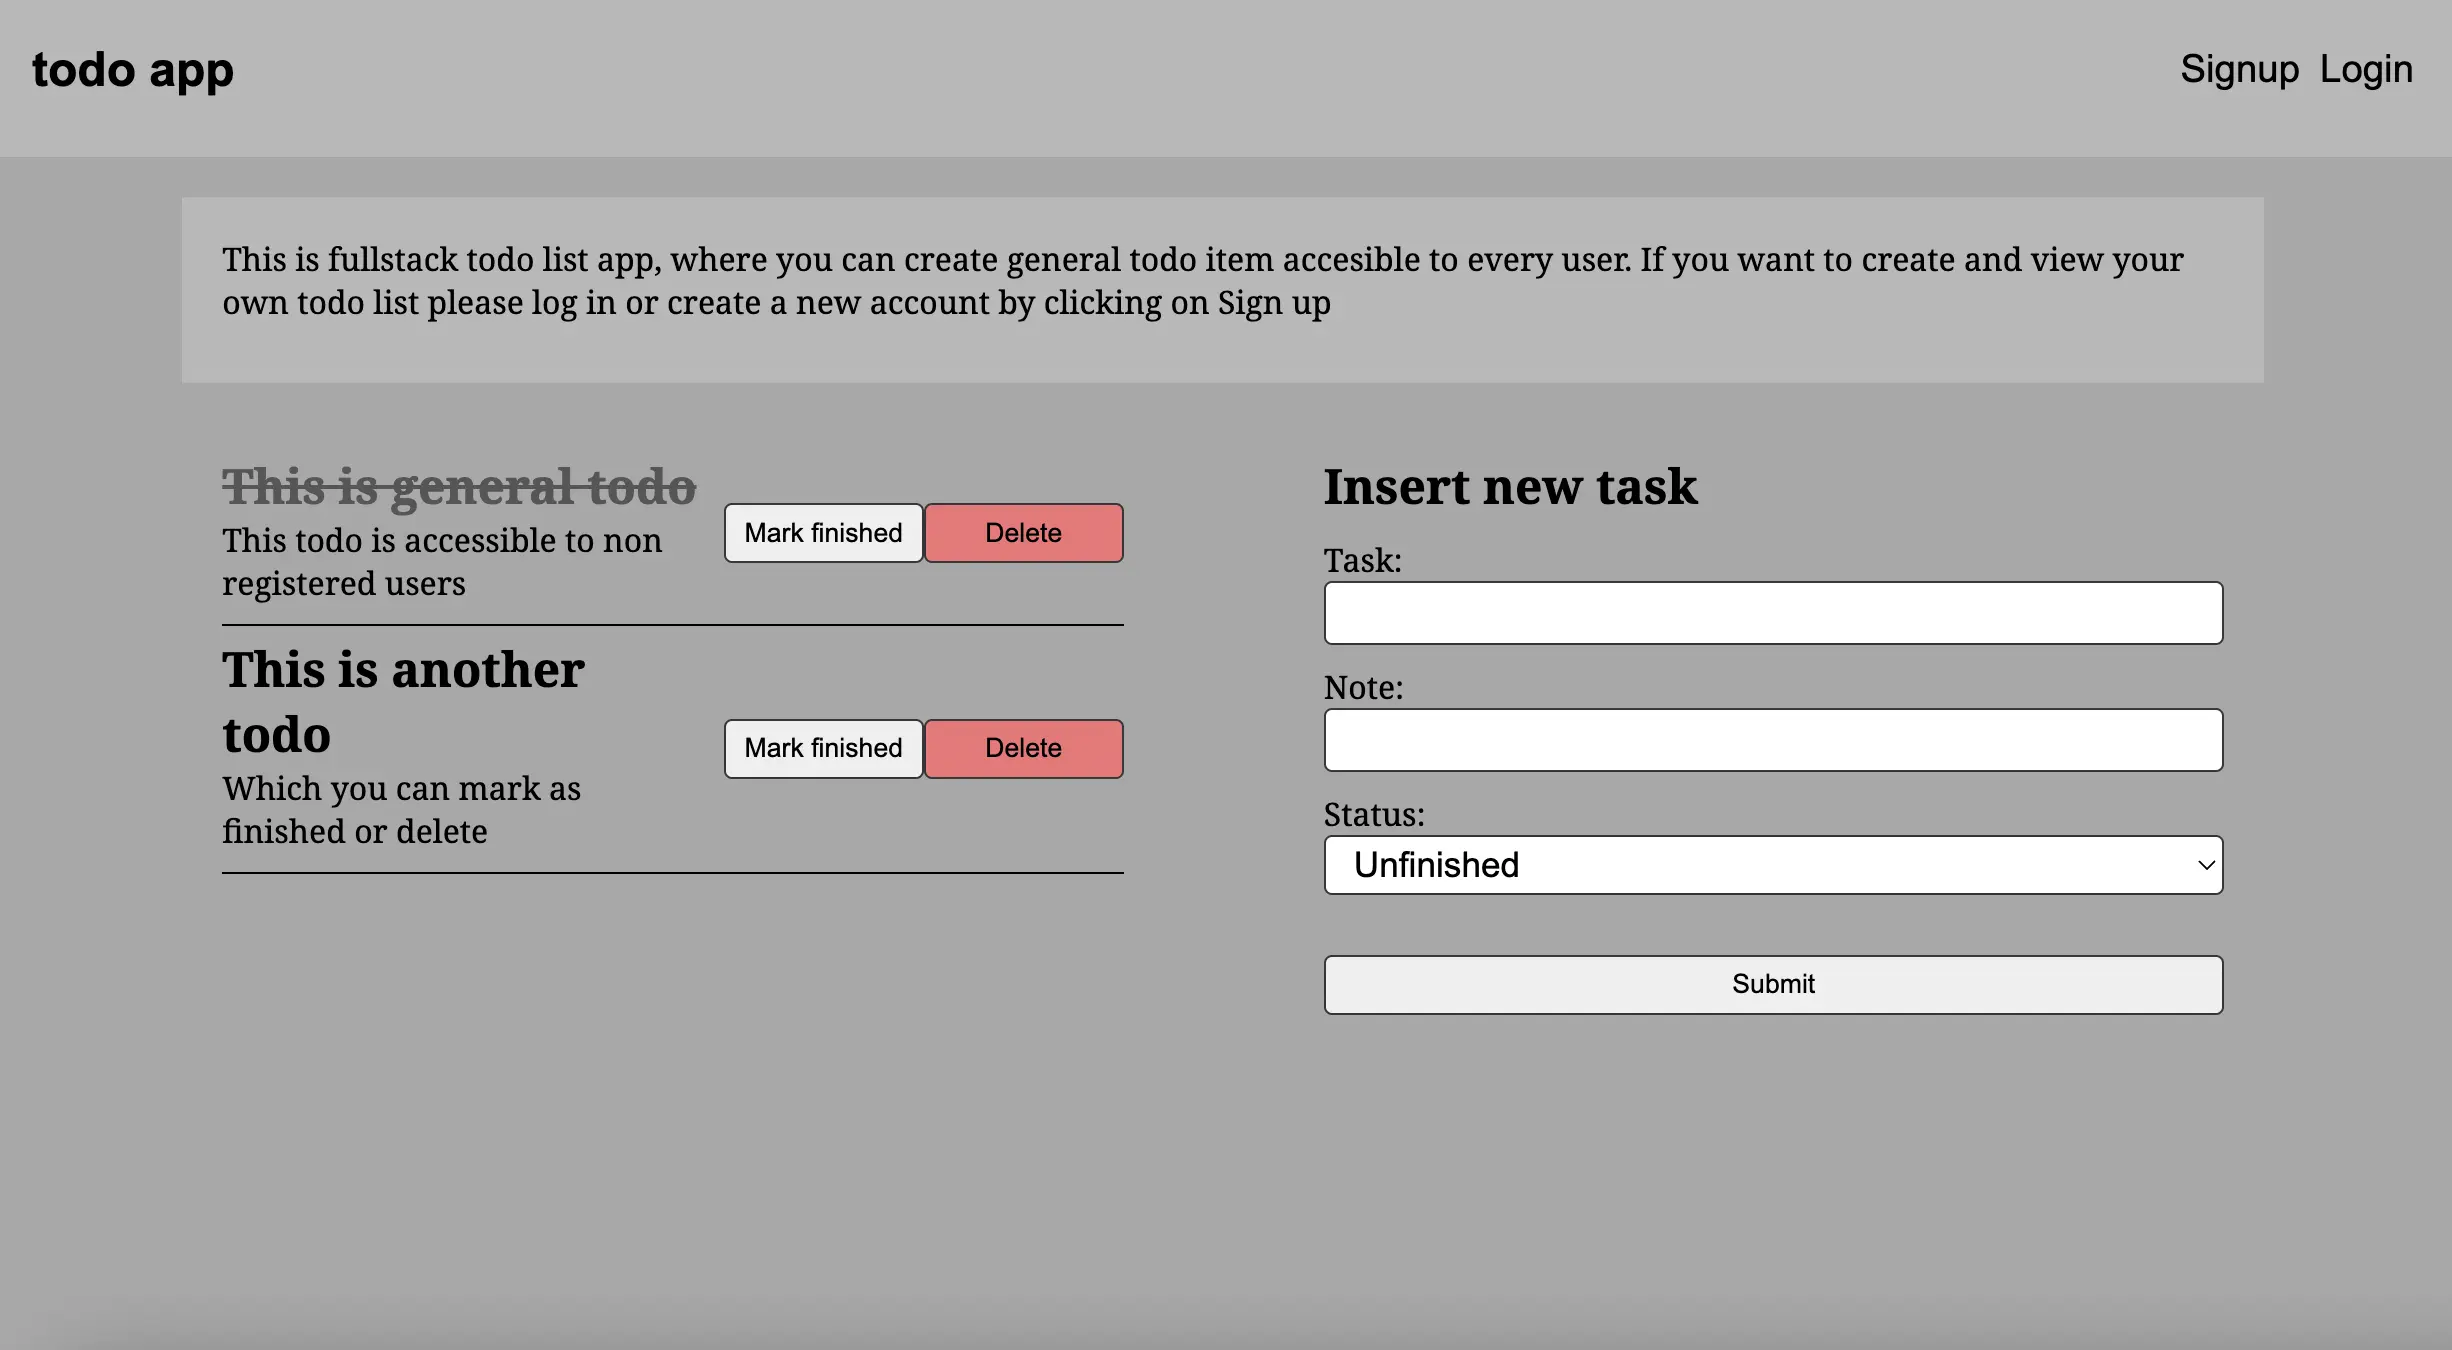 todo app
Signup Login
This is fullstack todo list app, where you can create general todo item accesible to every user. If you want to create and view your
own todo list please log in or create a new account by clicking on Sign up
This is general todo
This todo is accessible to non
registered users
Mark finished Delete
This is another
todo
Which you can mark as
finished or delete
Mark finished Delete
Insert new task
Task:
Note:
Status:
Unfinished
Submit